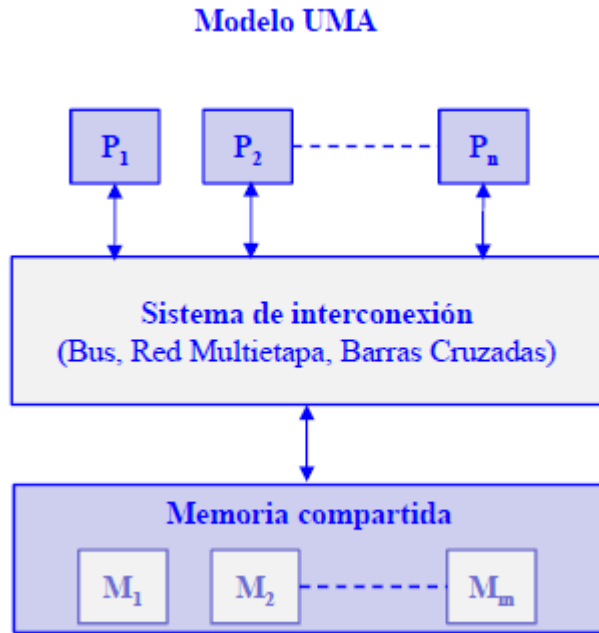 Modelo UMA
P1 P2 Pn
Sistema de interconexión
(Bus, Red Multietapa, Barras Cruzadas)
Memoria compartida
M1 M2 Mm